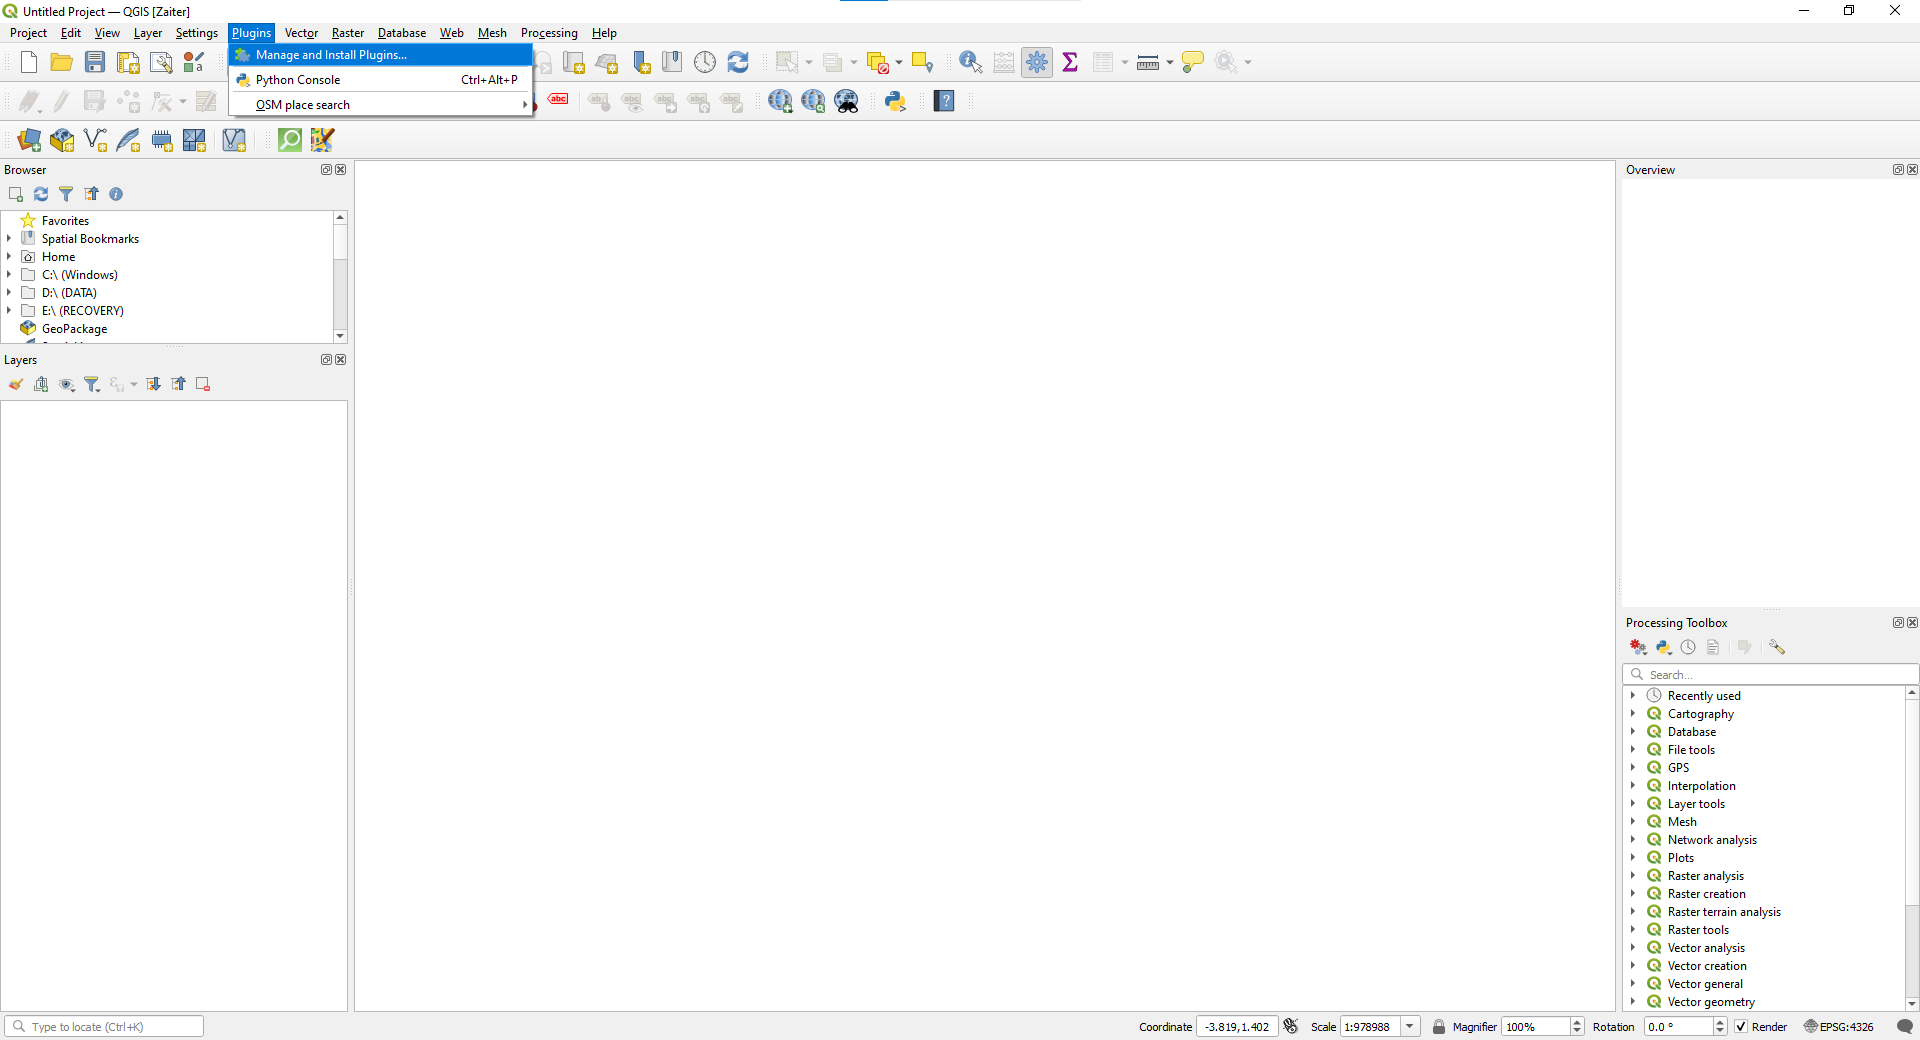 Untitled Project — QGIS [Zaiter]
Project Edit View Layer Settings Plugins Vector Raster Database Web Mesh Processing Help
Manage and Install Plugins...
Python Console Ctrl+Alt+P
OSM place search
Browser
Favorites
Spatial Bookmarks
Home
C:\ (Windows)
D:\ (DATA)
E:\ (RECOVERY)
GeoPackage
Layers
Overview
Processing Toolbox
Search...
Recently used
Cartography
Database
File tools
GPS
Interpolation
Layer tools
Mesh
Network analysis
Plots
Raster analysis
Raster creation
Raster terrain analysis
Raster tools
Vector analysis
Vector creation
Vector general
Vector geometry
Type to locate (Ctrl+K)
Coordinate -3.819,1.402 Scale 1:978988 Magnifier 100% Rotation 0.0 ° Render EPSG:4326